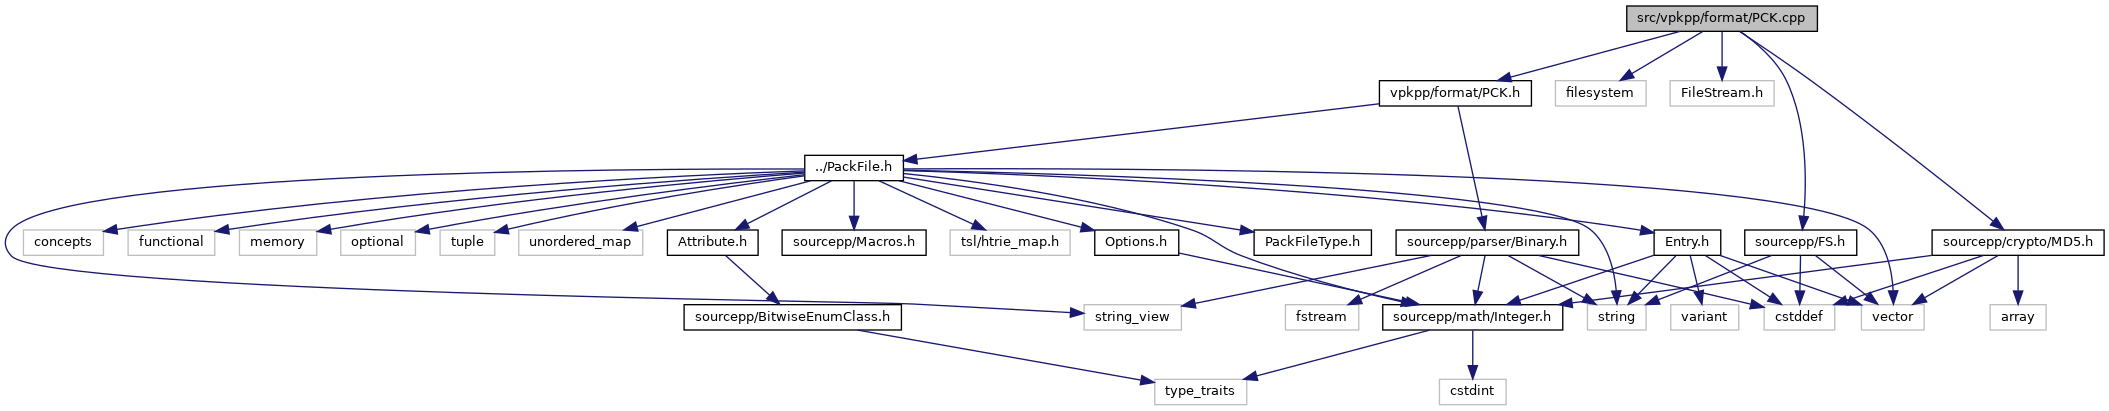 src/vpkpp/format/PCK.cpp
vpkpp/format/PCK.h
filesystem
FileStream.h
../PackFile.h
concepts
functional
memory
optional
tuple
unordered_map
Attribute.h
sourcepp/Macros.h
tsl/htrie_map.h
Options.h
PackFileType.h
sourcepp/parser/Binary.h
Entry.h
sourcepp/FS.h
sourcepp/crypto/MD5.h
sourcepp/BitwiseEnumClass.h
string_view
fstream
sourcepp/math/Integer.h
string
variant
cstddef
vector
array
type_traits
cstdint